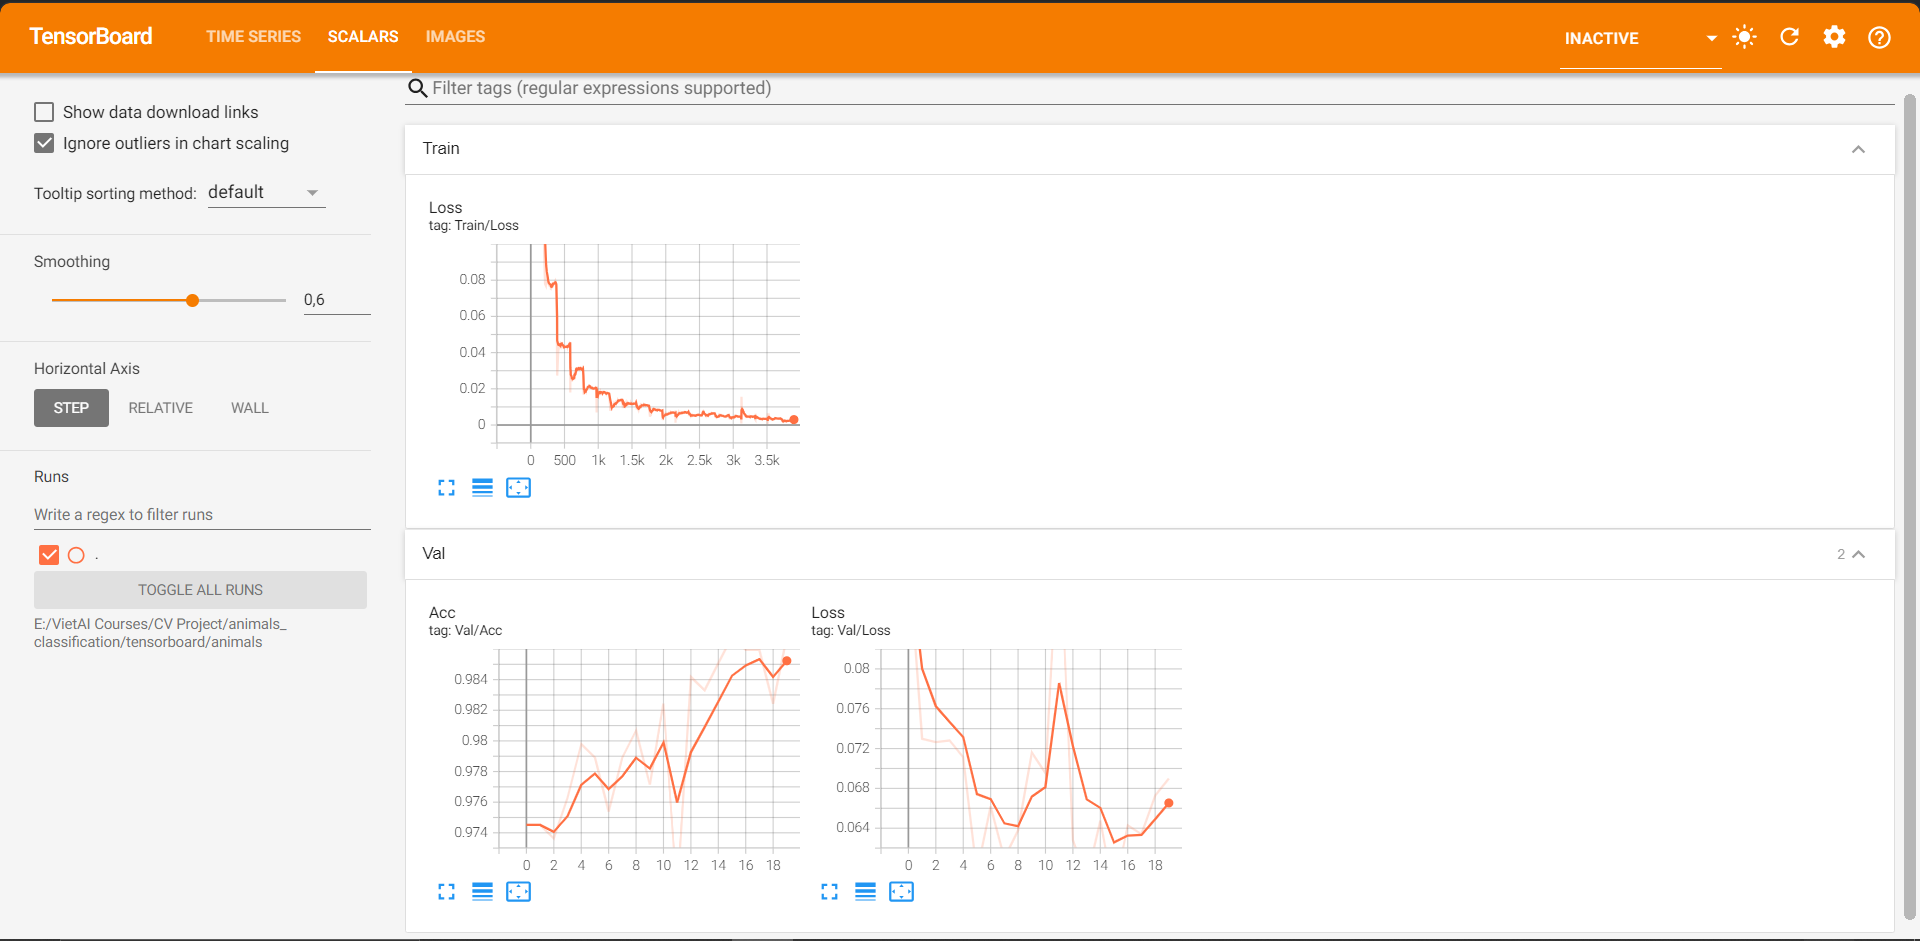 TensorBoard TIME SERIES SCALARS IMAGES INACTIVE
Filter tags (regular expressions supported)
Show data download links
Ignore outliers in chart scaling
Tooltip sorting method: default
Smoothing
0,6
Horizontal Axis
STEP RELATIVE WALL
Runs
Write a regex to filter runs
.
TOGGLE ALL RUNS
E:/VietAI Courses/CV Project/animals_
classification/tensorboard/animals
Train
Loss
tag: Train/Loss
0.08
0.06
0.04
0.02
0
0 500 1k 1.5k 2k 2.5k 3k 3.5k
Val 2
Acc
tag: Val/Acc
0.984
0.982
0.98
0.978
0.976
0.974
0 2 4 6 8 10 12 14 16 18
Loss
tag: Val/Loss
0.08
0.076
0.072
0.068
0.064
0 2 4 6 8 10 12 14 16 18